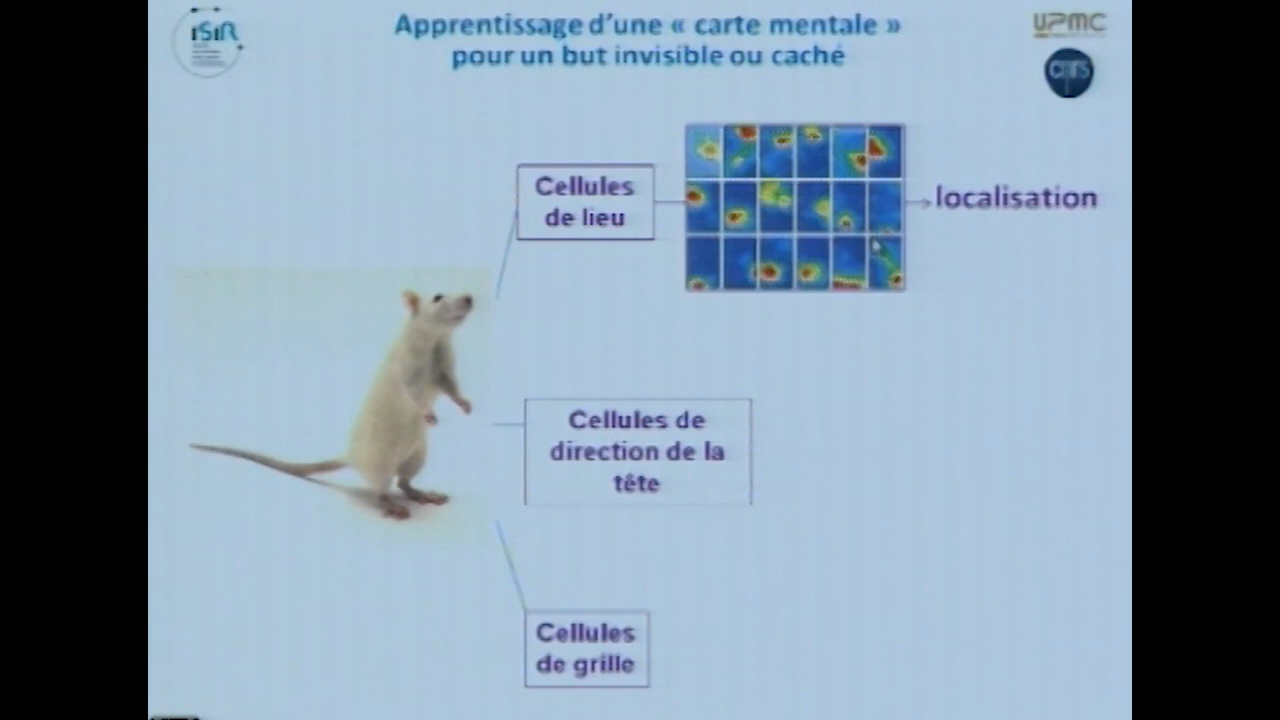 iSiR
Apprentissage d'une « carte mentale »
pour un but invisible ou caché
UPMC
cnrs
Cellules
de lieu
localisation
Cellules de
direction de la
tête
Cellules
de grille